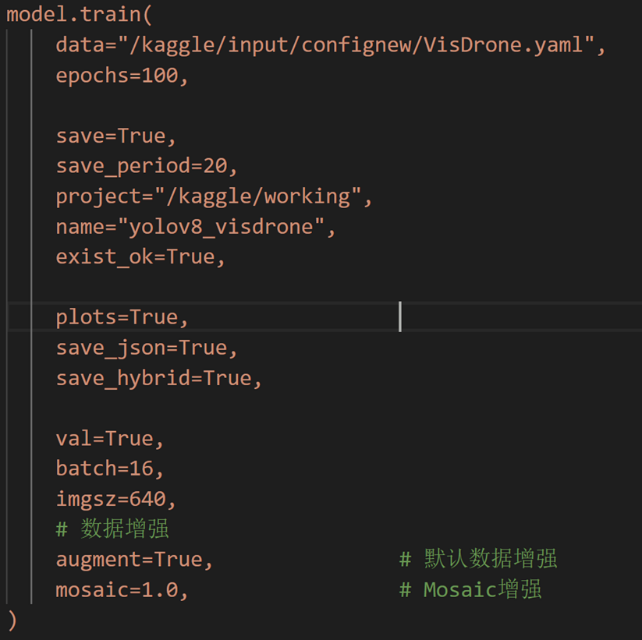 model.train(
    data="/kaggle/input/confignew/VisDrone.yaml",
    epochs=100,
    save=True,
    save_period=20,
    project="/kaggle/working",
    name="yolov8_visdrone",
    exist_ok=True,
    plots=True,
    save_json=True,
    save_hybrid=True,
    val=True,
    batch=16,
    imgsz=640,
    # 数据增强
    augment=True,                # 默认数据增强
    mosaic=1.0,                  # Mosaic增强
)